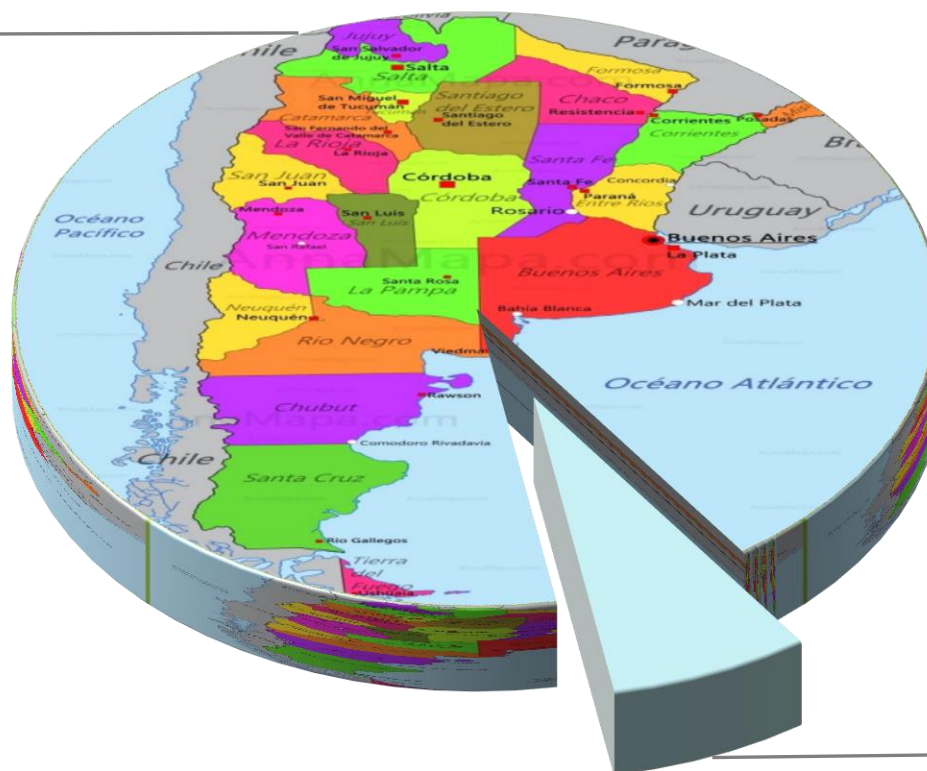 Jujuy
San Salvador
de Jujuy
Salta
Salta
Chile
Parag
Formosa
Formosa
San Miguel
de Tucumán
Tucumán
Catamarca
San Fernando del
Valle de Catamarca
Santiago
del Estero
Santiago
del Estero
Chaco
Resistencia
Corrientes
Corrientes
Posadas
Misi
Bra
La Rioja
La Rioja
San Juan
San Juan
Córdoba
Córdoba
Santa Fe
Santa Fe
Paraná
Concordia
Entre Ríos
Rosario
Uruguay
Océano
Pacífico
Mendoza
Mendoza
San Rafael
San Luis
San Luis
Chile
Buenos Aires
La Plata
Buenos Aires
AnnaMapa.com
Santa Rosa
La Pampa
Bahía Blanca
Mar del Plata
Neuquén
Neuquén
Río Negro
Viedma
Océano Atlántico
Chubut
Rawson
Comodoro Rivadavia
Chile
Santa Cruz
Río Gallegos
Tierra
del
Fuego
Ushuaia